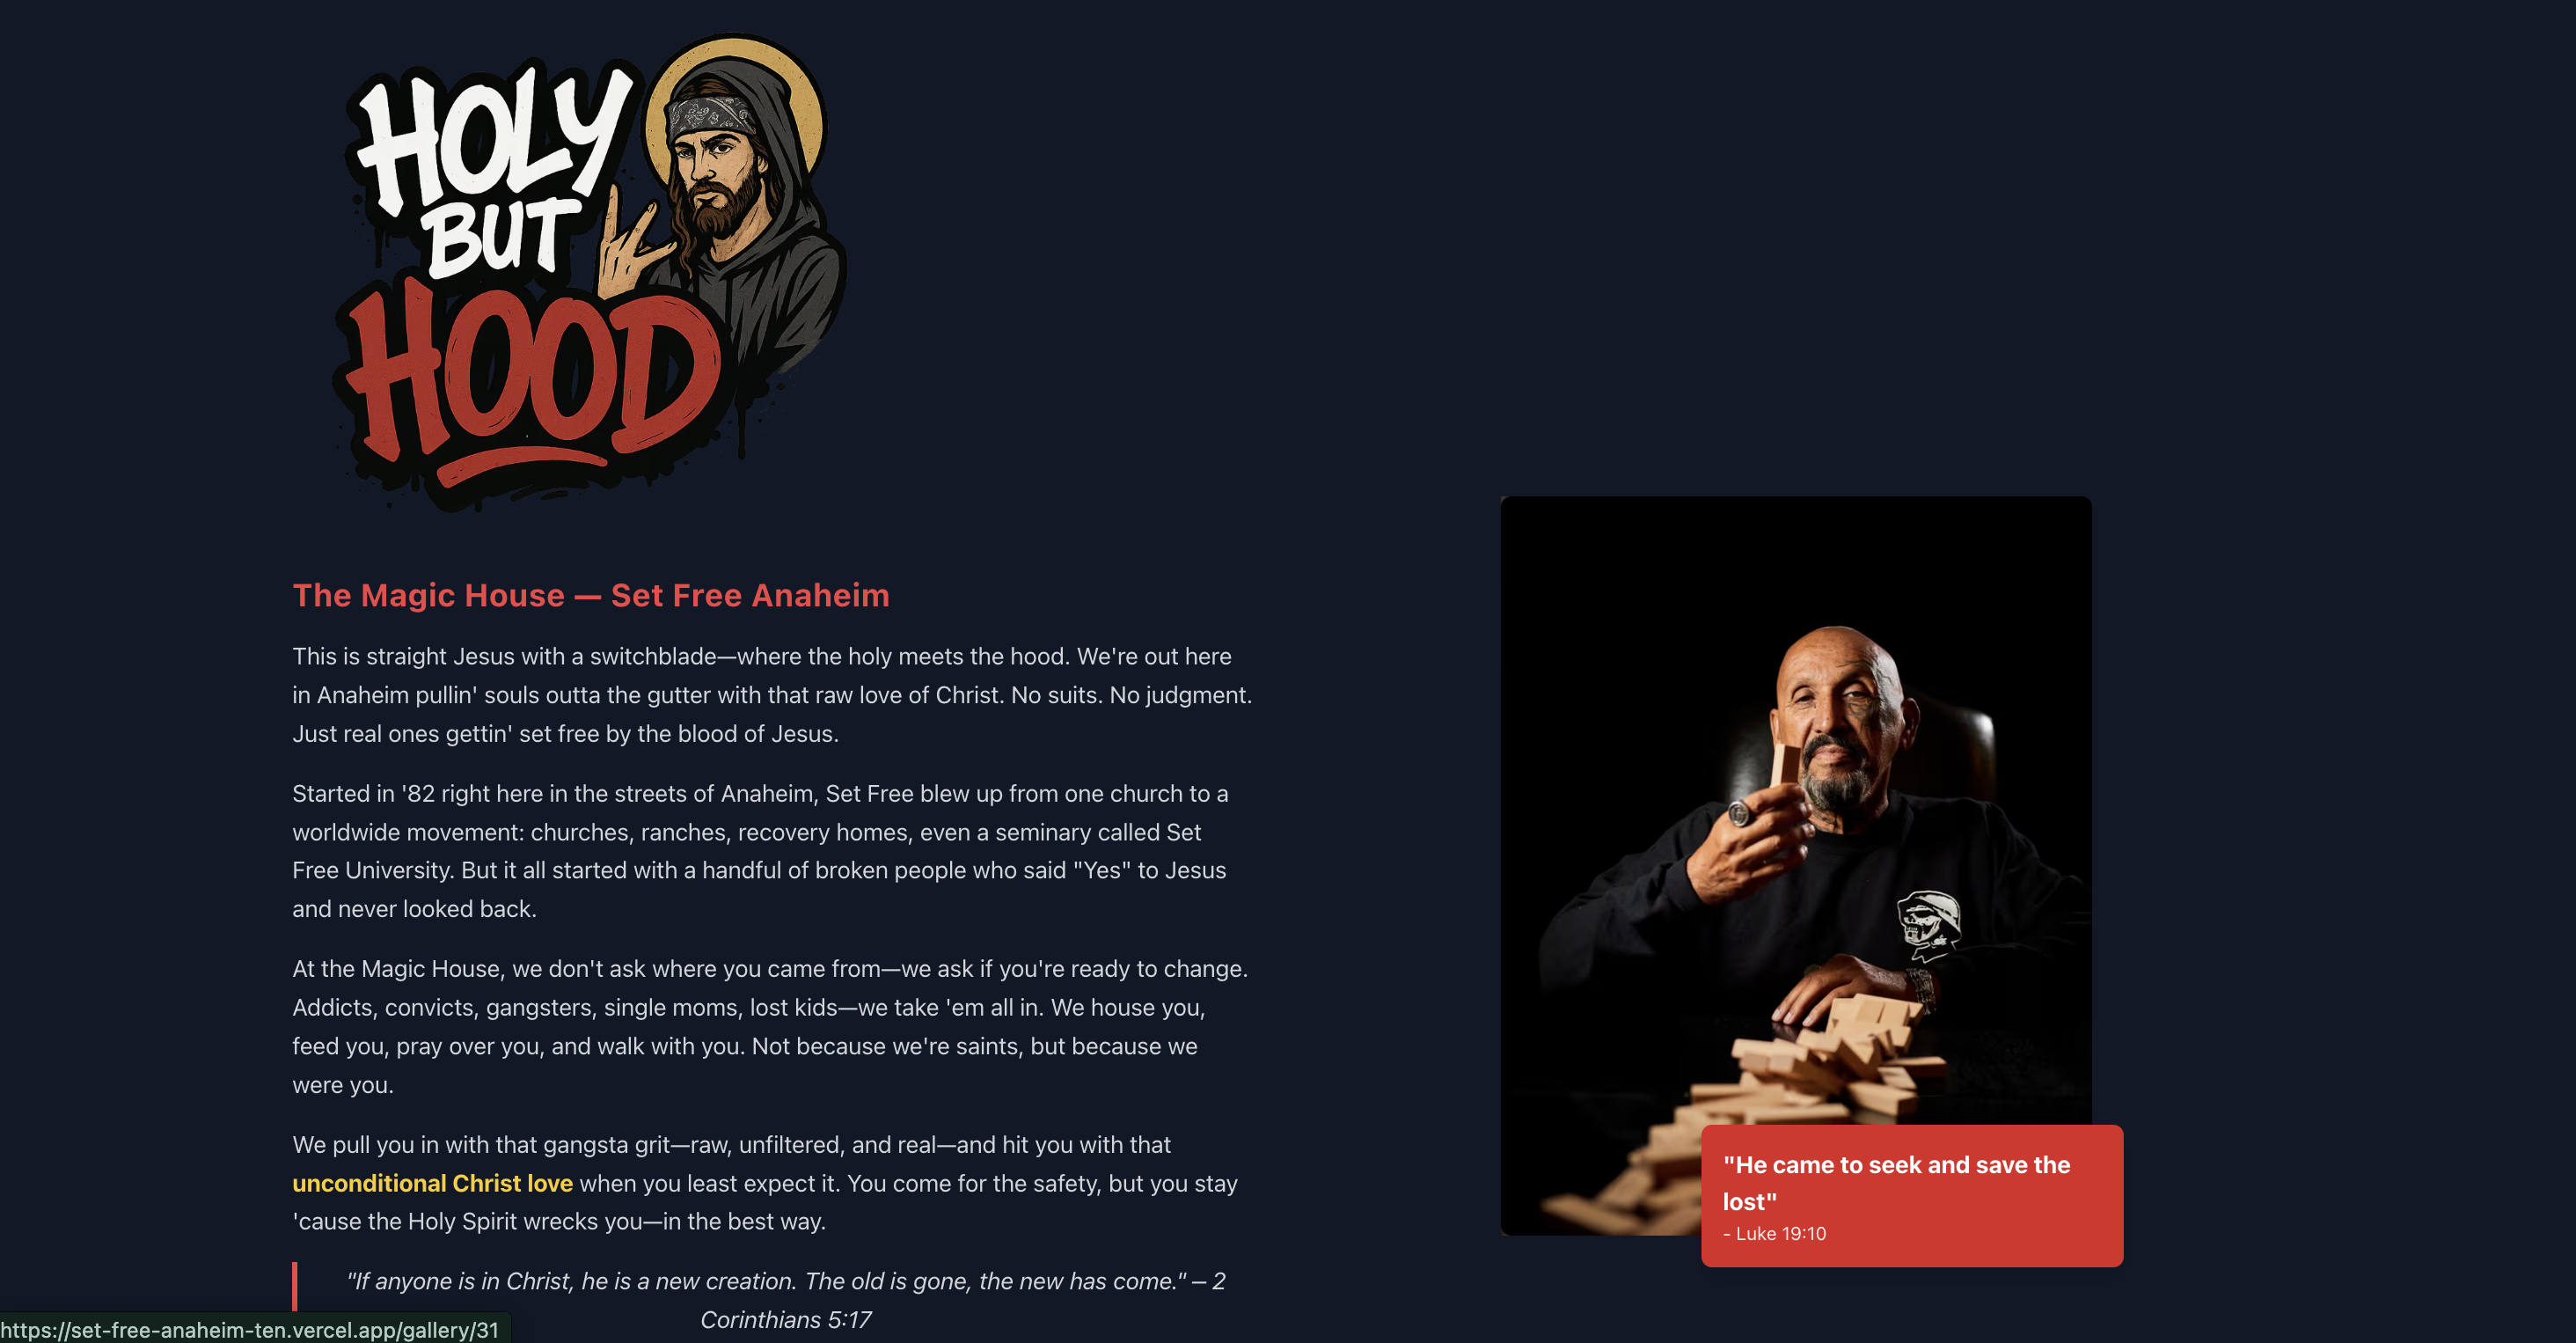 HOLY
BUT
HOOD
The Magic House — Set Free Anaheim
This is straight Jesus with a switchblade—where the holy meets the hood. We're out here
in Anaheim pullin' souls outta the gutter with that raw love of Christ. No suits. No judgment.
Just real ones gettin' set free by the blood of Jesus.
Started in '82 right here in the streets of Anaheim, Set Free blew up from one church to a
worldwide movement: churches, ranches, recovery homes, even a seminary called Set
Free University. But it all started with a handful of broken people who said "Yes" to Jesus
and never looked back.
At the Magic House, we don't ask where you came from—we ask if you're ready to change.
Addicts, convicts, gangsters, single moms, lost kids—we take 'em all in. We house you,
feed you, pray over you, and walk with you. Not because we're saints, but because we
were you.
We pull you in with that gangsta grit—raw, unfiltered, and real—and hit you with that
unconditional Christ love when you least expect it. You come for the safety, but you stay
'cause the Holy Spirit wrecks you—in the best way.
"If anyone is in Christ, he is a new creation. The old is gone, the new has come." — 2
Corinthians 5:17
"He came to seek and save the
lost"
- Luke 19:10
https://set-free-anaheim-ten.vercel.app/gallery/31